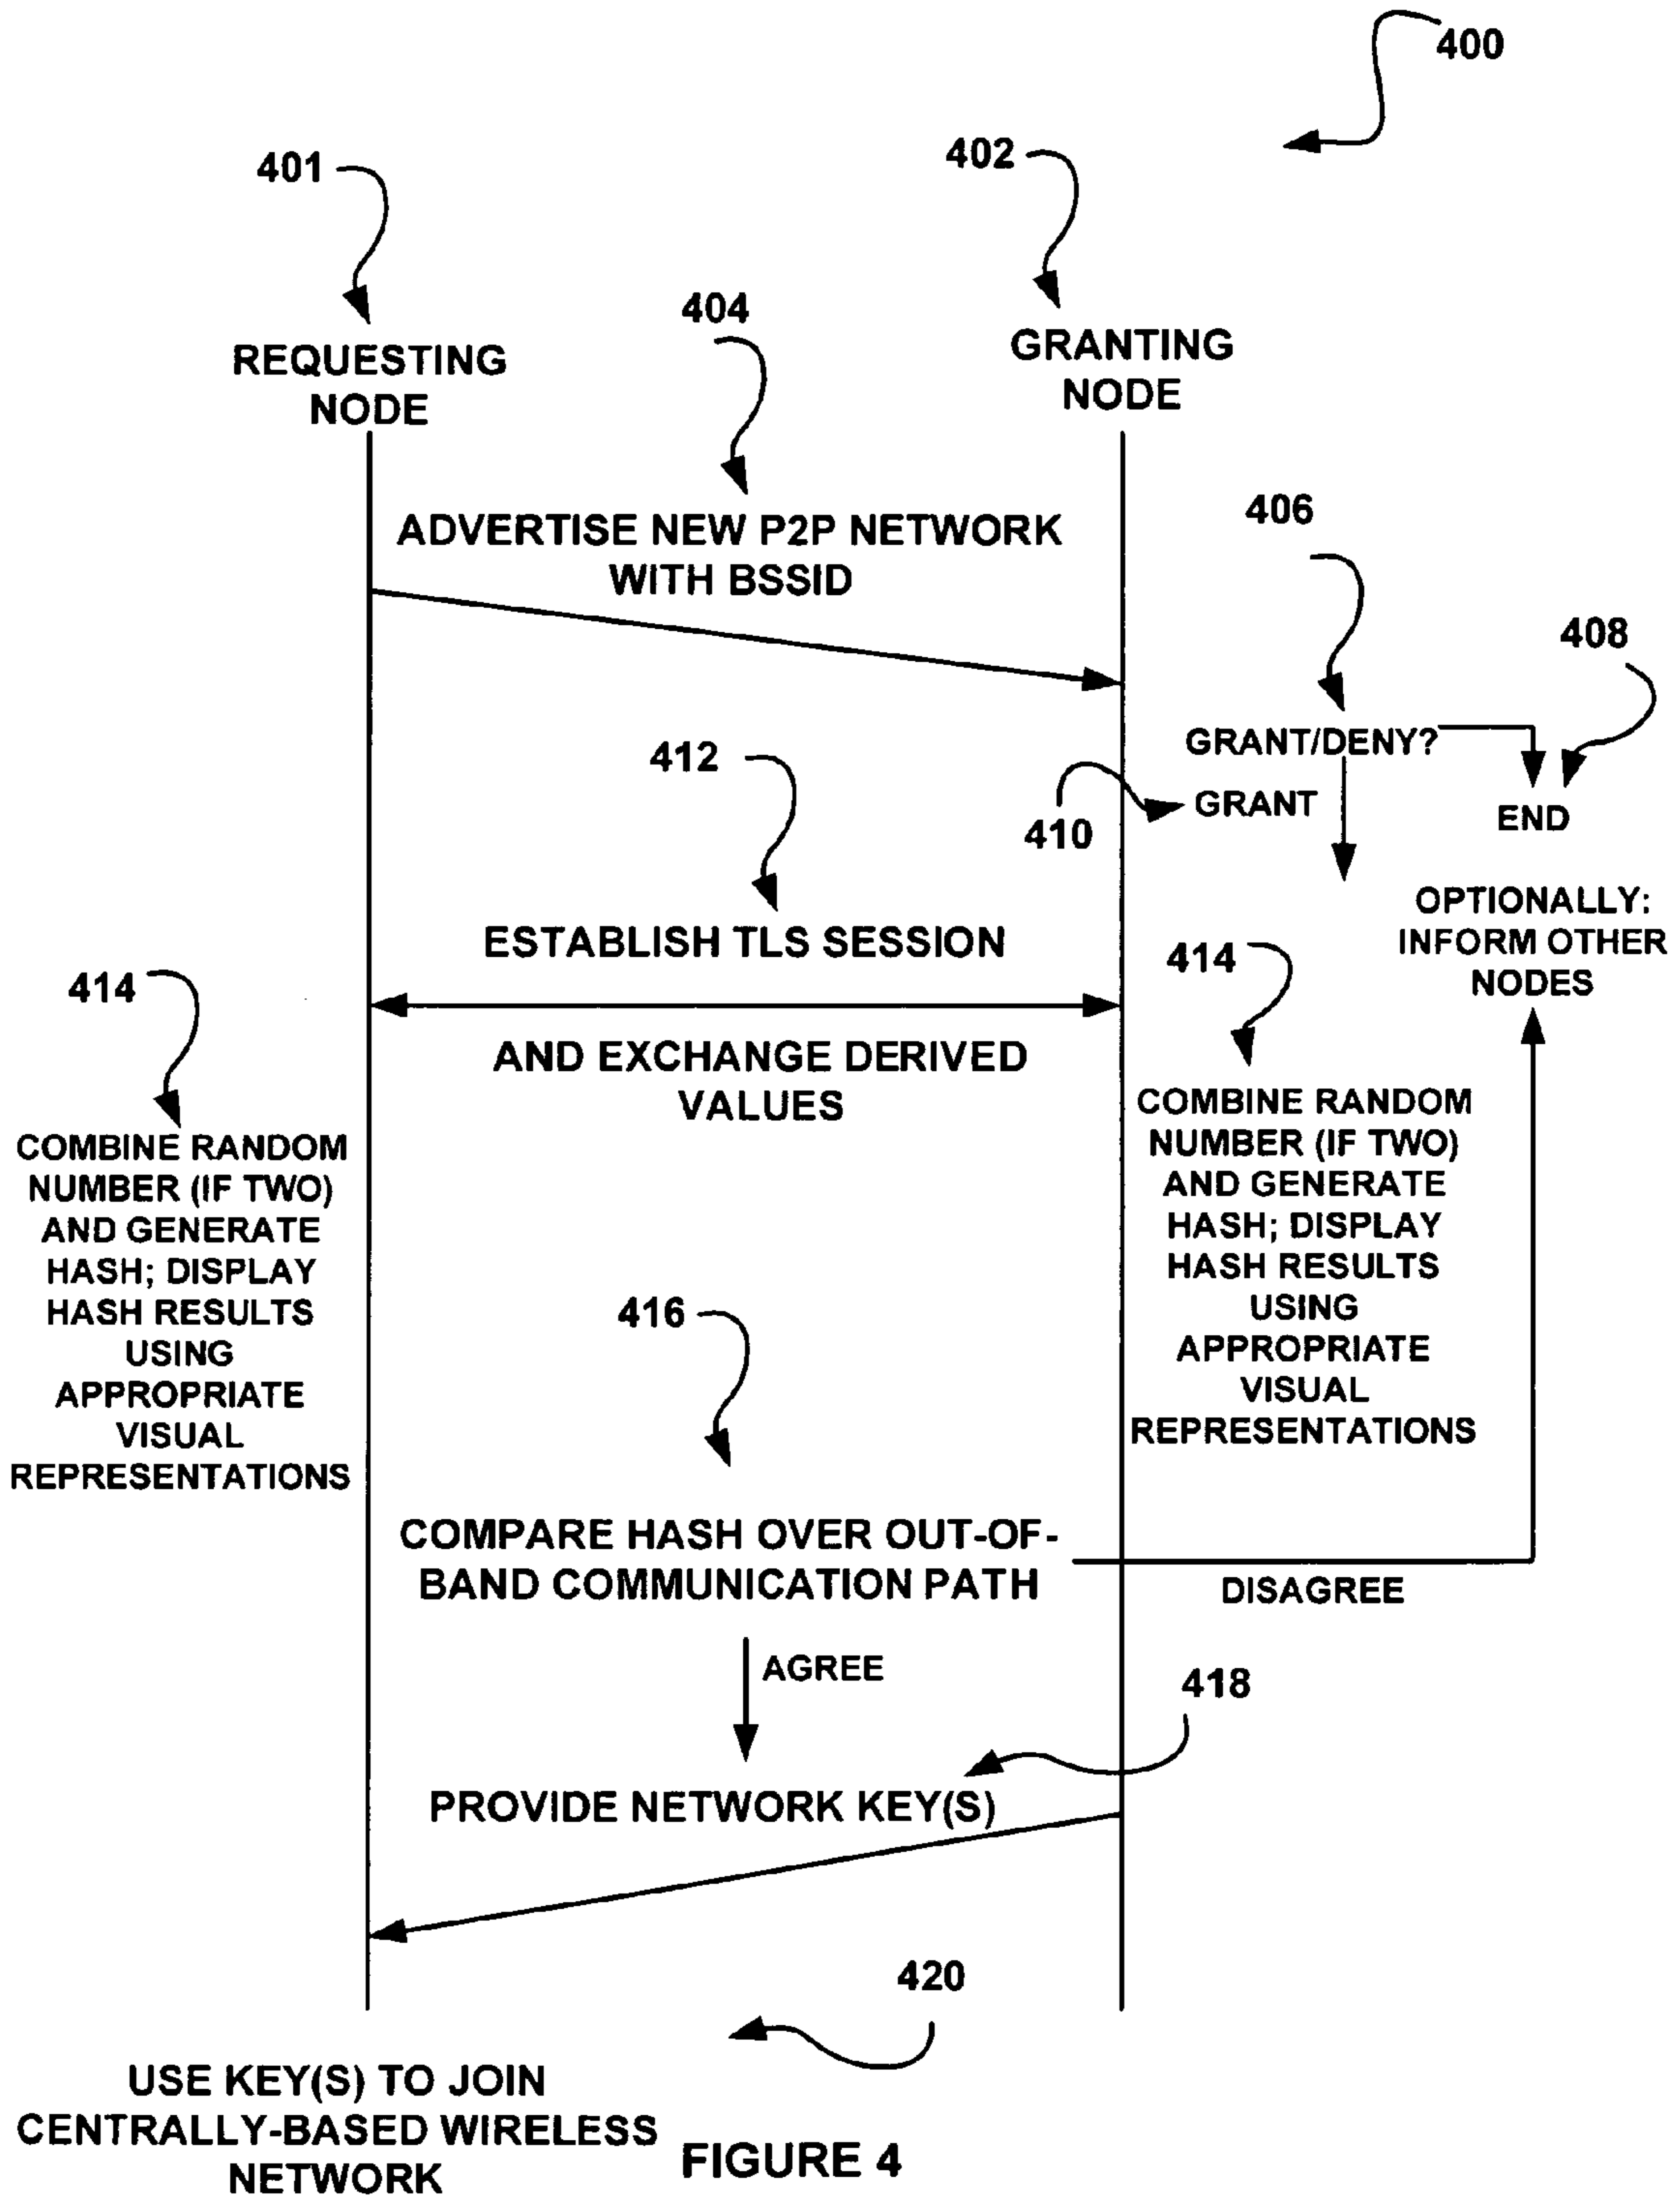 400
401
402
REQUESTING
NODE
404
GRANTING
NODE
ADVERTISE NEW P2P NETWORK
WITH BSSID
406
408
GRANT/DENY?
412
410
GRANT
END
OPTIONALLY:
INFORM OTHER
NODES
ESTABLISH TLS SESSION
414
414
AND EXCHANGE DERIVED
VALUES
COMBINE RANDOM
NUMBER (IF TWO)
AND GENERATE
HASH; DISPLAY
HASH RESULTS
USING
APPROPRIATE
VISUAL
REPRESENTATIONS
COMBINE RANDOM
NUMBER (IF TWO)
AND GENERATE
HASH; DISPLAY
HASH RESULTS
USING
APPROPRIATE
VISUAL
REPRESENTATIONS
416
COMPARE HASH OVER OUT-OF-
BAND COMMUNICATION PATH
DISAGREE
AGREE
418
PROVIDE NETWORK KEY(S)
420
USE KEY(S) TO JOIN
CENTRALLY-BASED WIRELESS
NETWORK
FIGURE 4